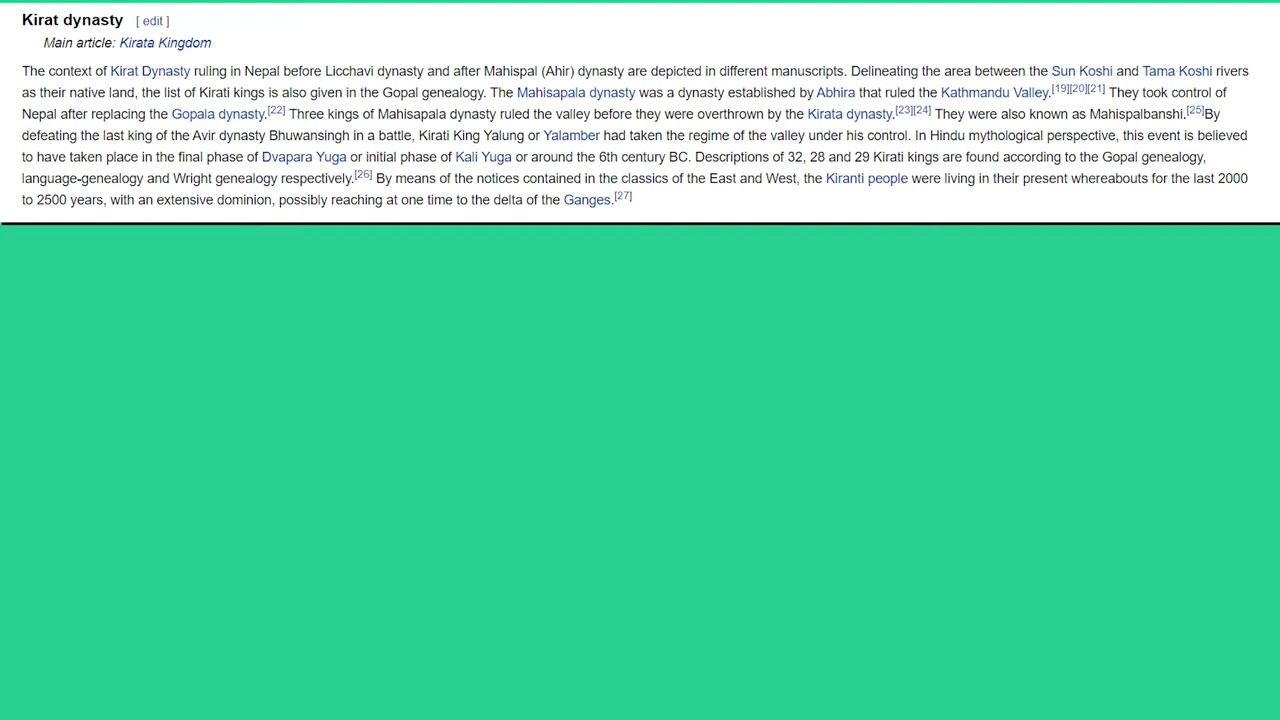 Kirat dynasty [ edit ]
Main article: Kirata Kingdom
The context of Kirat Dynasty ruling in Nepal before Licchavi dynasty and after Mahispal (Ahir) dynasty are depicted in different manuscripts. Delineating the area between the Sun Koshi and Tama Koshi rivers
as their native land, the list of Kirati kings is also given in the Gopal genealogy. The Mahisapala dynasty was a dynasty established by Abhira that ruled the Kathmandu Valley.[19][20][21] They took control of
Nepal after replacing the Gopala dynasty.[22] Three kings of Mahisapala dynasty ruled the valley before they were overthrown by the Kirata dynasty.[23][24] They were also known as Mahispalbanshi.[25]By
defeating the last king of the Avir dynasty Bhuwansingh in a battle, Kirati King Yalung or Yalamber had taken the regime of the valley under his control. In Hindu mythological perspective, this event is believed
to have taken place in the final phase of Dvapara Yuga or initial phase of Kali Yuga or around the 6th century BC. Descriptions of 32, 28 and 29 Kirati kings are found according to the Gopal genealogy,
language-genealogy and Wright genealogy respectively.[26] By means of the notices contained in the classics of the East and West, the Kiranti people were living in their present whereabouts for the last 2000
to 2500 years, with an extensive dominion, possibly reaching at one time to the delta of the Ganges.[27]